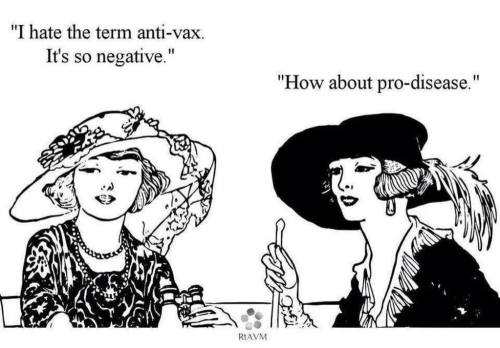 "I hate the term anti-vax.
It's so negative."
"How about pro-disease."
RtAVM